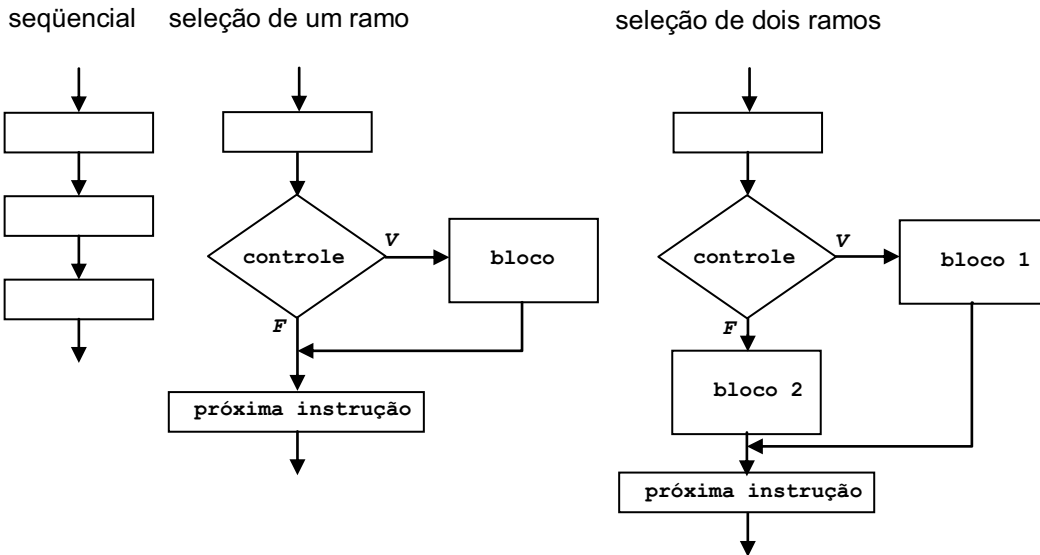 seqüencial
seleção de um ramo
seleção de dois ramos
controle
V
bloco
F
próxima instrução
controle
V
bloco 1
F
bloco 2
próxima instrução